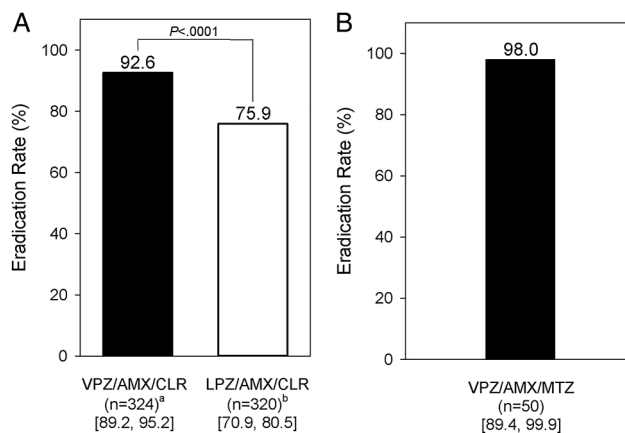 A
Eradication Rate (%)
100
80
60
40
20
0
P<.0001
92.6
75.9
VPZ/AMX/CLR
(n=324)a
[89.2, 95.2]
LPZ/AMX/CLR
(n=320)b
[70.9, 80.5]
B
Eradication Rate (%)
100
80
60
40
20
0
98.0
VPZ/AMX/MTZ
(n=50)
[89.4, 99.9]